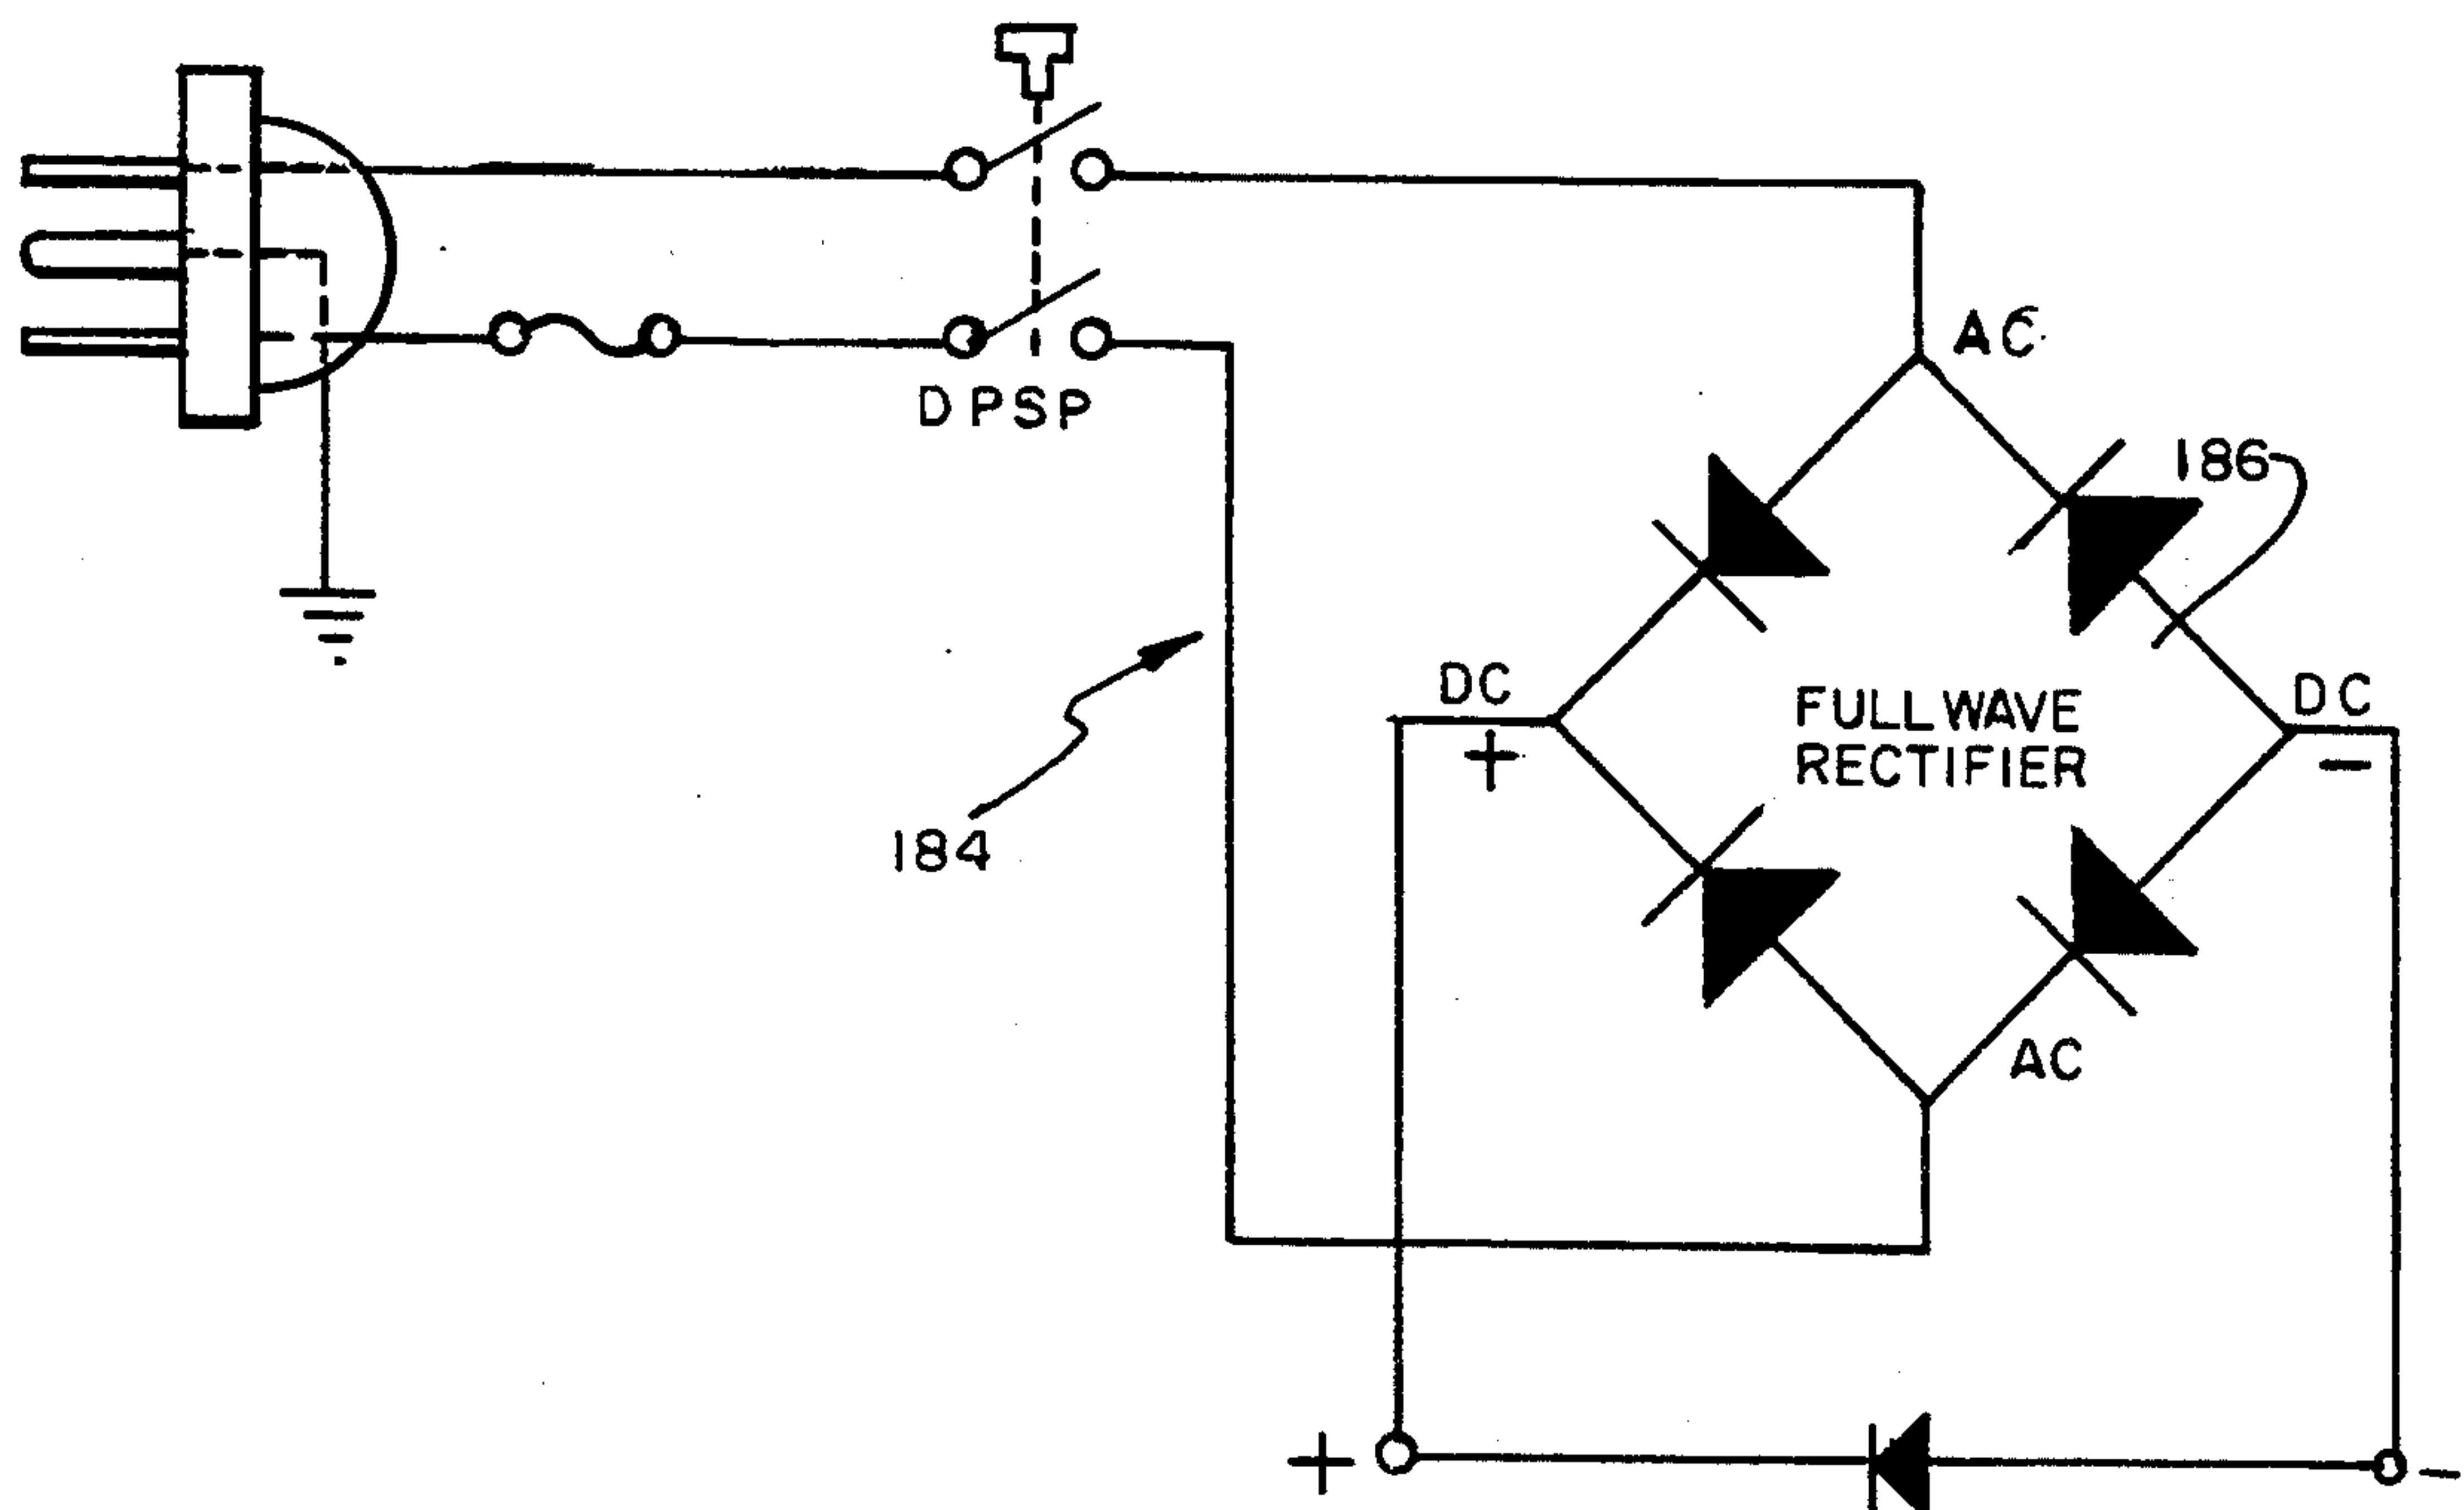 AC
DPSP
186
DC
FULLWAVE
RECTIFIER
DC
+
-
184
AC
+
-